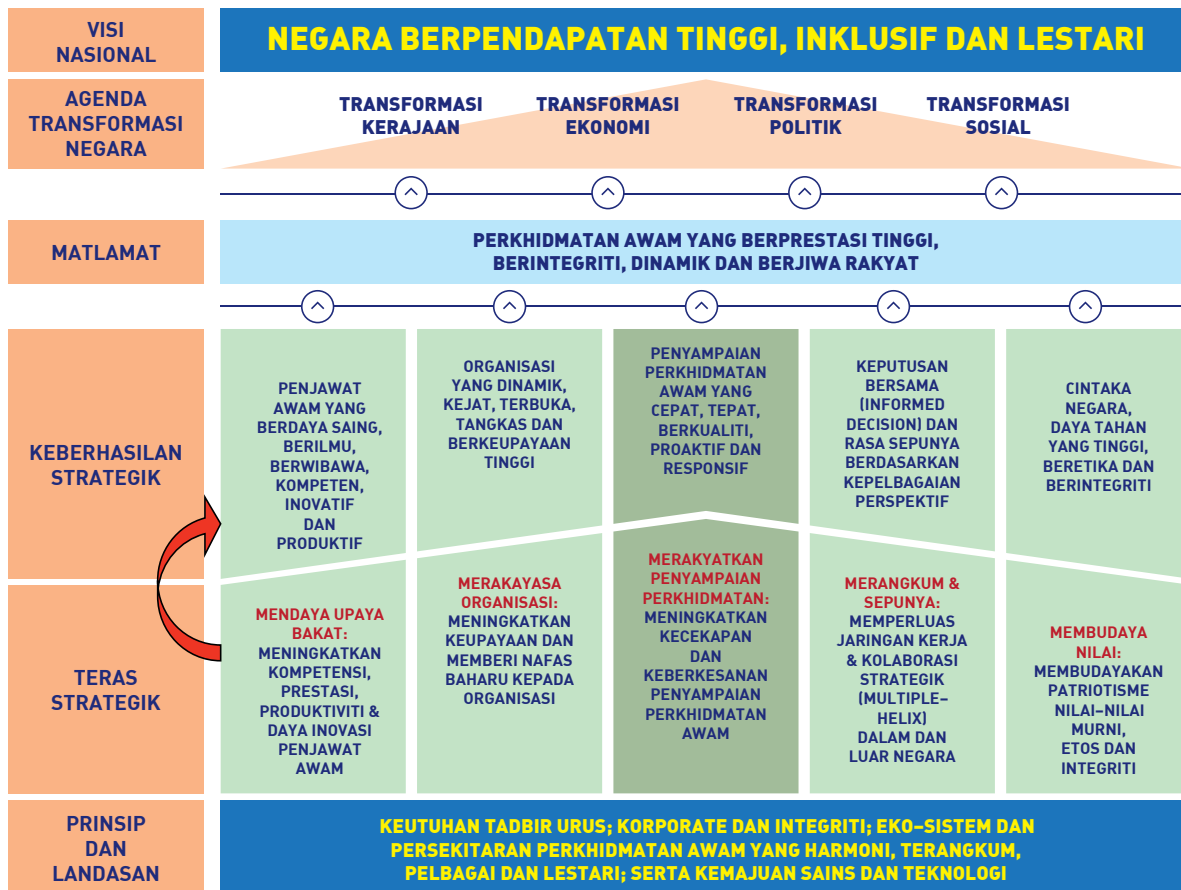 VISI
NASIONAL
NEGARA BERPENDAPATAN TINGGI, INKLUSIF DAN LESTARI
AGENDA
TRANSFORMASI
NEGARA
TRANSFORMASI
KERAJAAN
TRANSFORMASI
EKONOMI
TRANSFORMASI
POLITIK
TRANSFORMASI
SOSIAL
MATLAMAT
PERKHIDMATAN AWAM YANG BERPRESTASI TINGGI,
BERINTEGRITI, DINAMIK DAN BERJIWA RAKYAT
KEBERHASILAN
STRATEGIK
PENJAWAT
AWAM YANG
BERDAYA SAING,
BERILMU,
BERWIBAWA,
KOMPETEN,
INOVATIF
DAN
PRODUKTIF
ORGANISASI
YANG DINAMIK,
KEJAT, TERBUKA,
TANGKAS DAN
BERKEUPAYAAN
TINGGI
PENYAMPAIAN
PERKHIDMATAN
AWAM YANG
CEPAT, TEPAT,
BERKUALITI,
PROAKTIF DAN
RESPONSIF
KEPUTUSAN
BERSAMA
(INFORMED
DECISION) DAN
RASA SEPUNYA
BERDASARKAN
KEPELBAGAIAN
PERSPEKTIF
CINTAKA
NEGARA,
DAYA TAHAN
YANG TINGGI,
BERETIKA DAN
BERINTEGRITI
TERAS
STRATEGIK
MENDAYA UPAYA
BAKAT:
MENINGKATKAN
KOMPETENSI,
PRESTASI,
PRODUKTIVITI &
DAYA INOVASI
PENJAWAT
AWAM
MERAKAYASA
ORGANISASI:
MENINGKATKAN
KEUPAYAAN DAN
MEMBERI NAFAS
BAHARU KEPADA
ORGANISASI
MERAKYATKAN
PENYAMPAIAN
PERKHIDMATAN:
MENINGKATKAN
KECEKAPAN
DAN
KEBERKESANAN
PENYAMPAIAN
PERKHIDMATAN
AWAM
MERANGKUM &
SEPUNYA:
MEMPERLUAS
JARINGAN KERJA
& KOLABORASI
STRATEGIK
(MULTIPLE–
HELIX)
DALAM DAN
LUAR NEGARA
MEMBUDAYA
NILAI:
MEMBUDAYAKAN
PATRIOTISME
NILAI–NILAI
MURNI,
ETOS DAN
INTEGRITI
PRINSIP
DAN
LANDASAN
KEUTUHAN TADBIR URUS; KORPORATE DAN INTEGRITI; EKO–SISTEM DAN
PERSEKITARAN PERKHIDMATAN AWAM YANG HARMONI, TERANGKUM,
PELBAGAI DAN LESTARI; SERTA KEMAJUAN SAINS DAN TEKNOLOGI